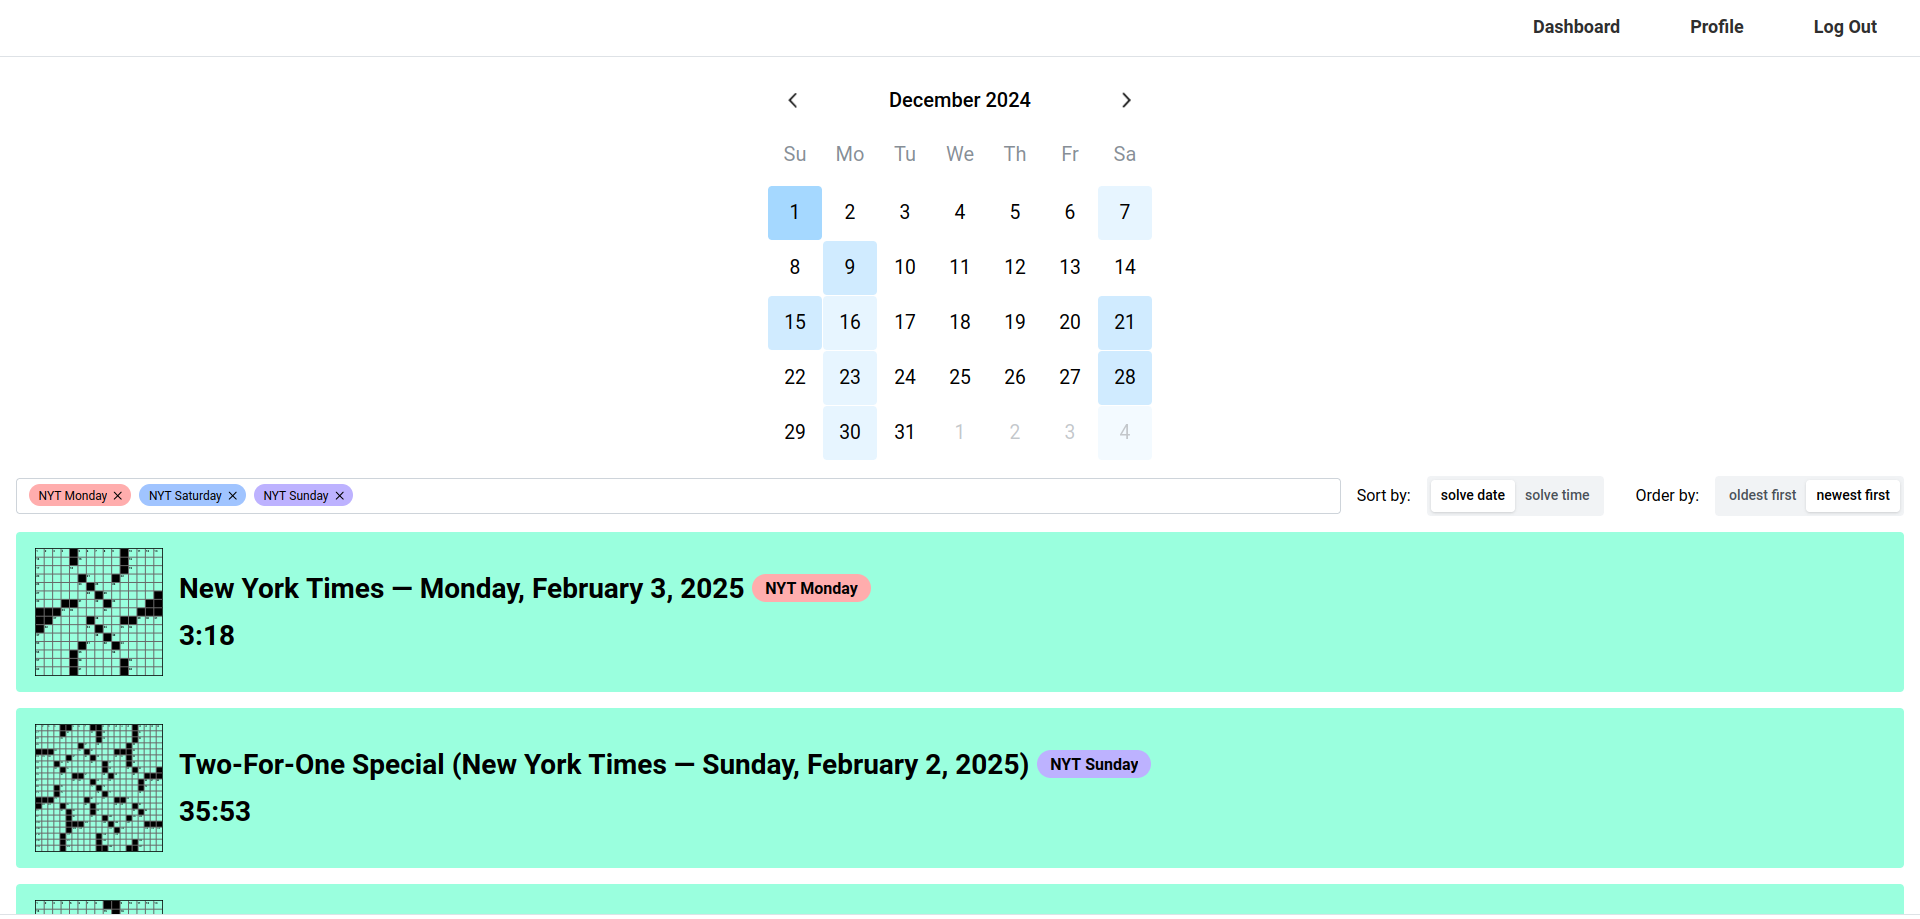 Dashboard Profile Log Out
December 2024
Su Mo Tu We Th Fr Sa
1 2 3 4 5 6 7
8 9 10 11 12 13 14
15 16 17 18 19 20 21
22 23 24 25 26 27 28
29 30 31 1 2 3 4
NYT Monday × NYT Saturday × NYT Sunday × Sort by: solve date solve time Order by: oldest first newest first
New York Times — Monday, February 3, 2025 NYT Monday
3:18
Two-For-One Special (New York Times — Sunday, February 2, 2025) NYT Sunday
35:53